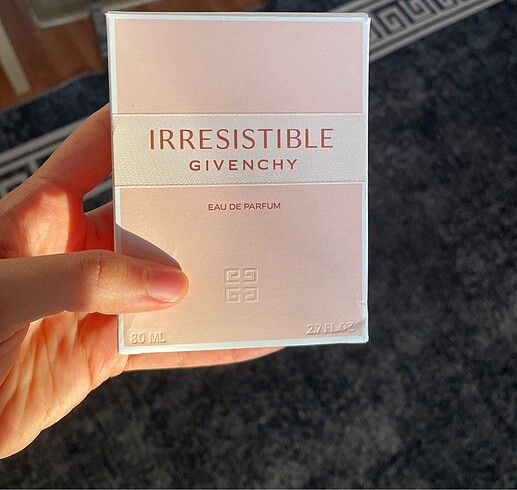 IRRESISTIBLE
GIVENCHY
EAU DE PARFUM
80 ML
2.7 FL.OZ